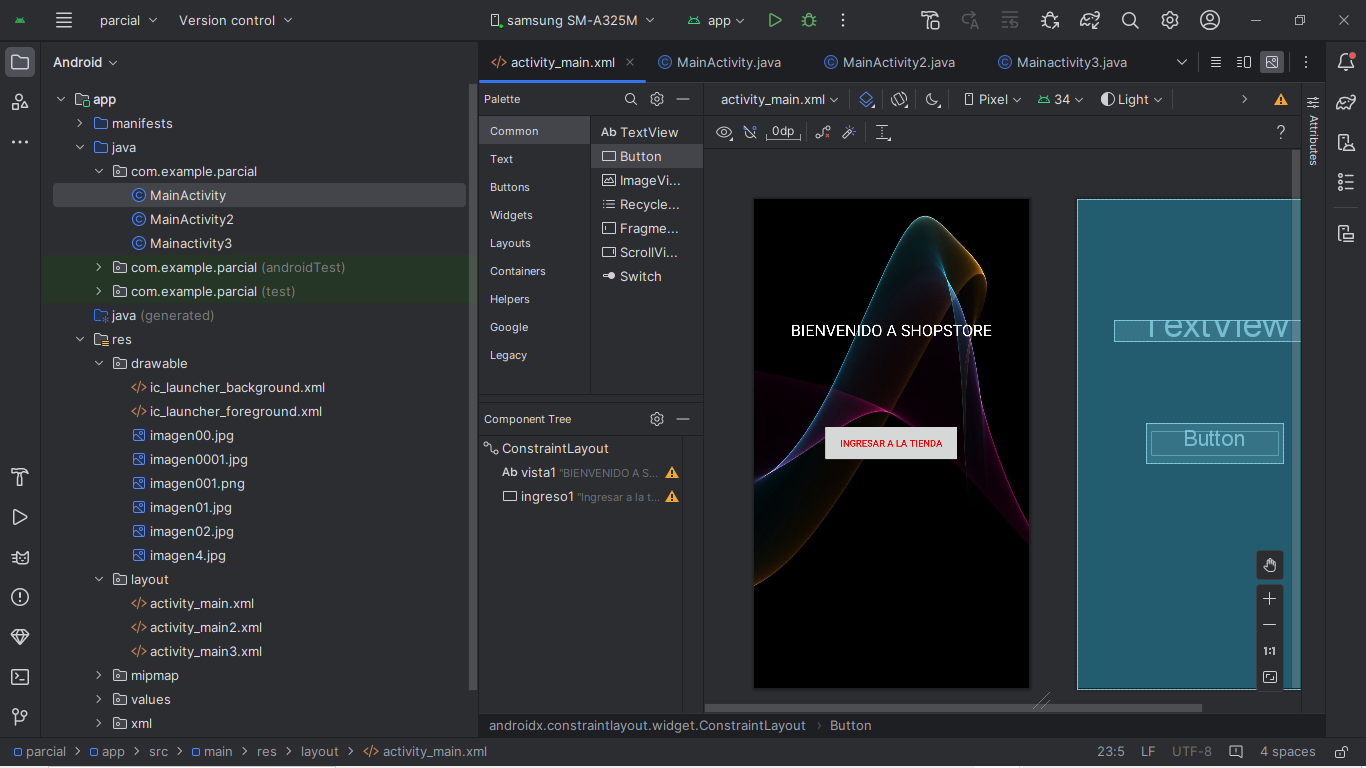 parcial
Version control
samsung SM-A325M
app
Android
activity_main.xml
MainActivity.java
MainActivity2.java
Mainactivity3.java
app
manifests
java
com.example.parcial
MainActivity
MainActivity2
Mainactivity3
com.example.parcial (androidTest)
com.example.parcial (test)
java (generated)
res
drawable
ic_launcher_background.xml
ic_launcher_foreground.xml
imagen00.jpg
imagen0001.jpg
imagen001.png
imagen01.jpg
imagen02.jpg
imagen4.jpg
layout
activity_main.xml
activity_main2.xml
activity_main3.xml
mipmap
values
xml
Palette
Common
Text
Buttons
Widgets
Layouts
Containers
Helpers
Google
Legacy
Ab TextView
Button
ImageVi...
Recycle...
Fragme...
ScrollVi...
Switch
Component Tree
ConstraintLayout
Ab vista1 "BIENVENIDO A S...
ingreso1 "Ingresar a la t...
activity_main.xml
Pixel
34
Light
0dp
?
Attributes
BIENVENIDO A SHOPSTORE
INGRESAR A LA TIENDA
TextView
Button
1:1
androidx.constraintlayout.widget.ConstraintLayout > Button
parcial > app > src > main > res > layout > activity_main.xml
23:5 LF UTF-8 4 spaces